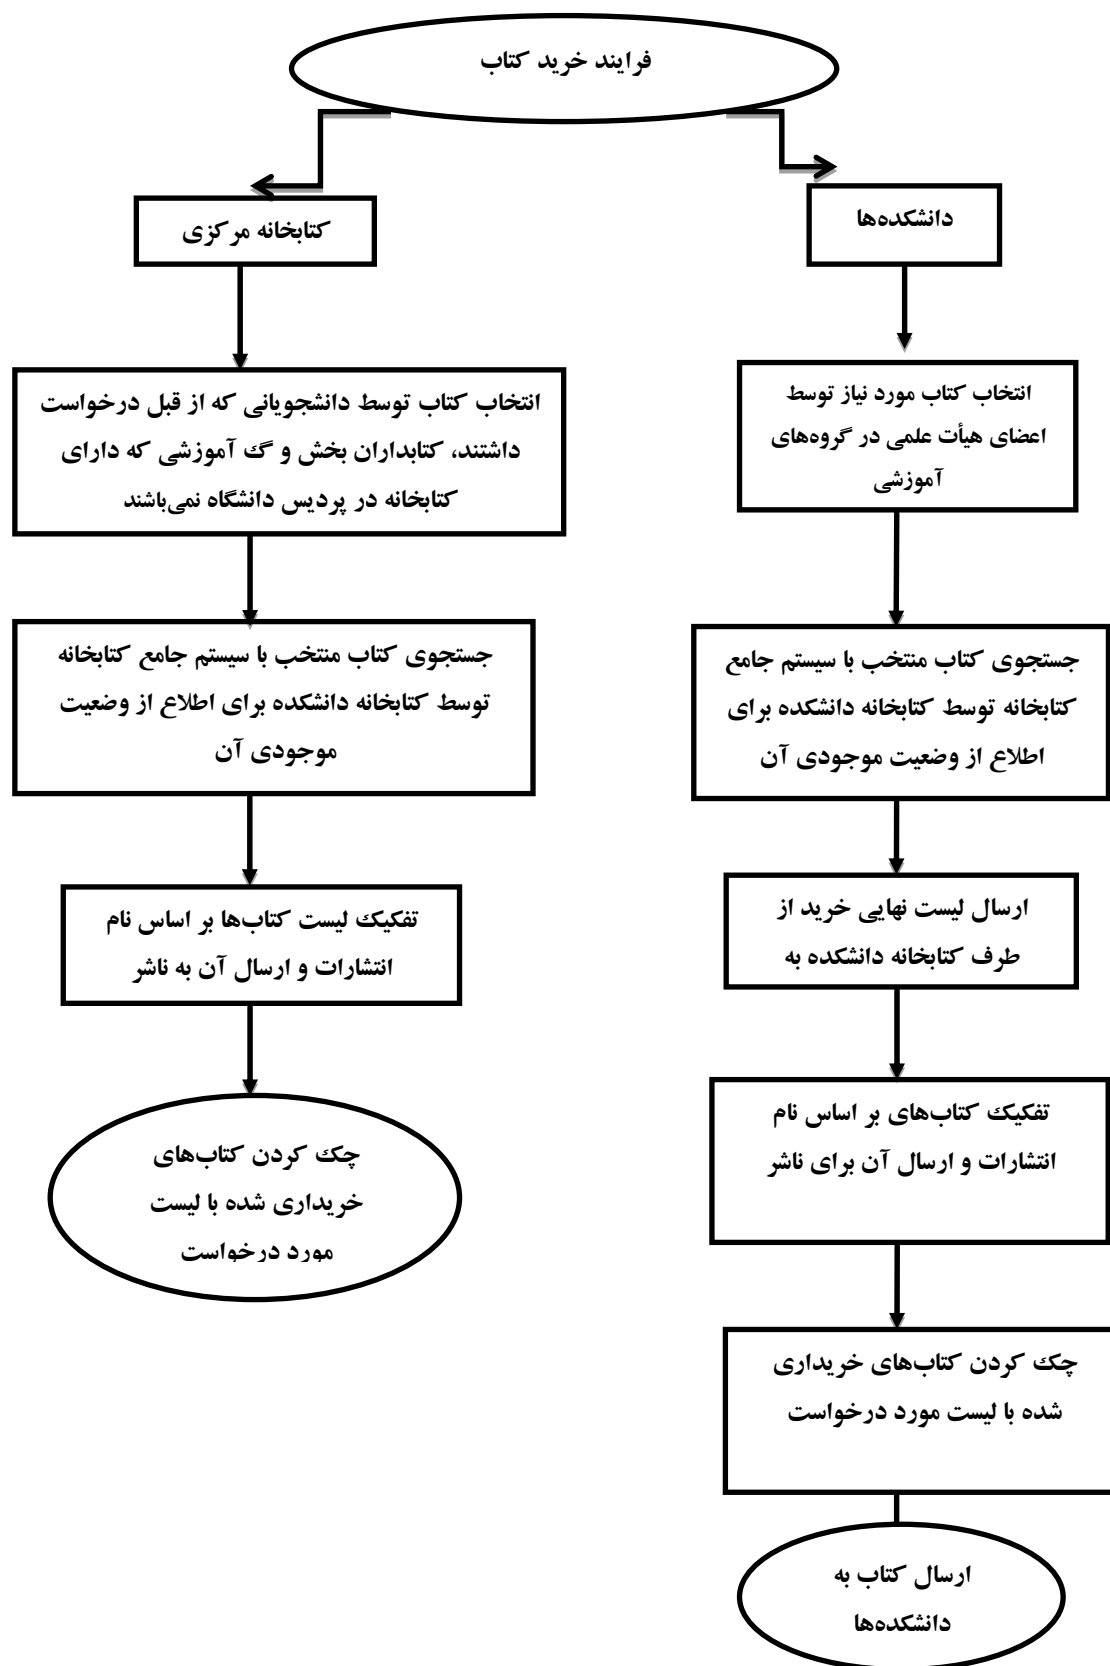 فرایند خرید کتاب
دانشکده‌ها
انتخاب کتاب مورد نیاز توسط
اعضای هیأت علمی در گروه‌های
آموزشی
جستجوی کتاب منتخب با سیستم جامع
کتابخانه توسط کتابخانه دانشکده برای
اطلاع از وضعیت موجودی آن
ارسال لیست نهایی خرید از
طرف کتابخانه دانشکده به
تفکیک کتاب‌های بر اساس نام
انتشارات و ارسال آن برای ناشر
چک کردن کتاب‌های خریداری
شده با لیست مورد درخواست
ارسال کتاب به
دانشکده‌ها
کتابخانه مرکزی
انتخاب کتاب توسط دانشجویانی که از قبل درخواست
داشتند، کتابداران بخش و گ آموزشی که دارای
کتابخانه در پردیس دانشگاه نمی‌باشند
جستجوی کتاب منتخب با سیستم جامع کتابخانه
توسط کتابخانه دانشکده برای اطلاع از وضعیت
موجودی آن
تفکیک لیست کتاب‌ها بر اساس نام
انتشارات و ارسال آن به ناشر
چک کردن کتاب‌های
خریداری شده با لیست
مورد درخواست